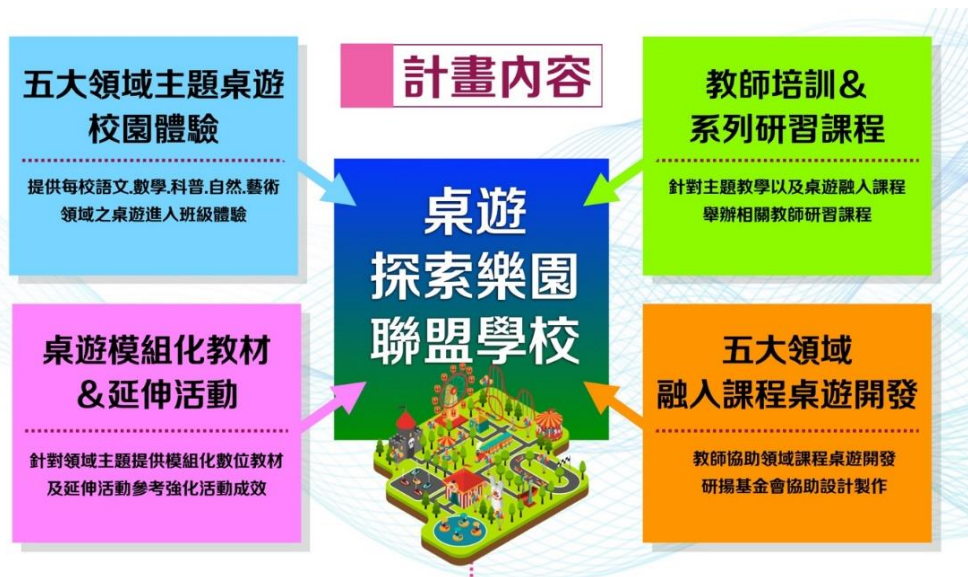 計畫內容
五大領域主題桌遊
校園體驗
提供每校語文.數學.科普.自然.藝術
領域之桌遊進入班級體驗
教師培訓&
系列研習課程
針對主題教學以及桌遊融入課程
舉辦相關教師研習課程
桌遊
探索樂園
聯盟學校
桌遊模組化教材
&延伸活動
針對領域主題提供模組化數位教材
及延伸活動參考強化活動成效
五大領域
融入課程桌遊開發
教師協助領域課程桌遊開發
研揚基金會協助設計製作